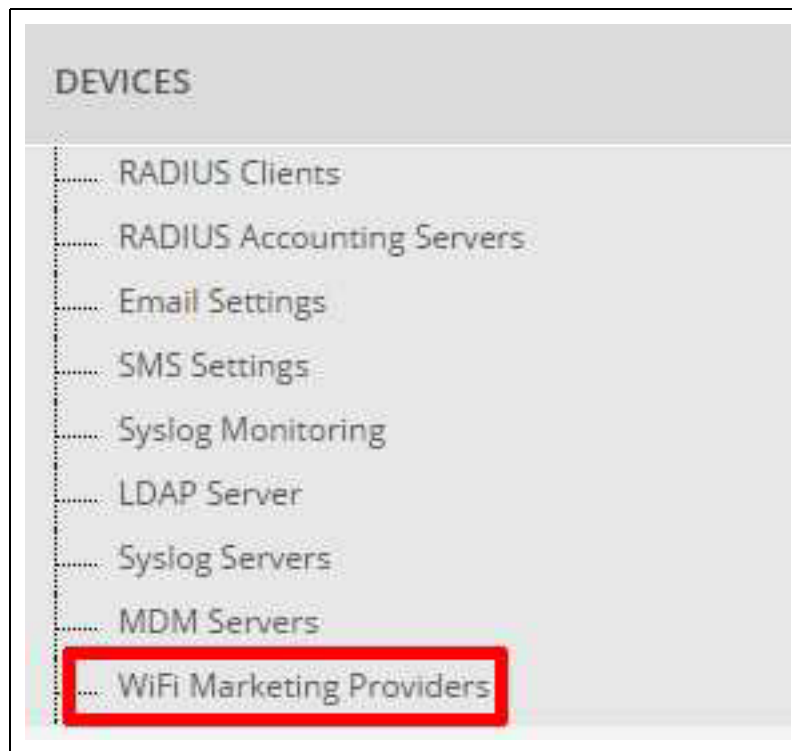 DEVICES
RADIUS Clients
RADIUS Accounting Servers
Email Settings
SMS Settings
Syslog Monitoring
LDAP Server
Syslog Servers
MDM Servers
WiFi Marketing Providers